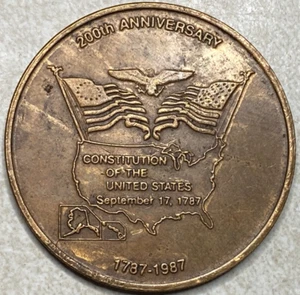 200th ANNIVERSARY
CONSTITUTION
OF THE
UNITED STATES
September 17, 1787
1787-1987